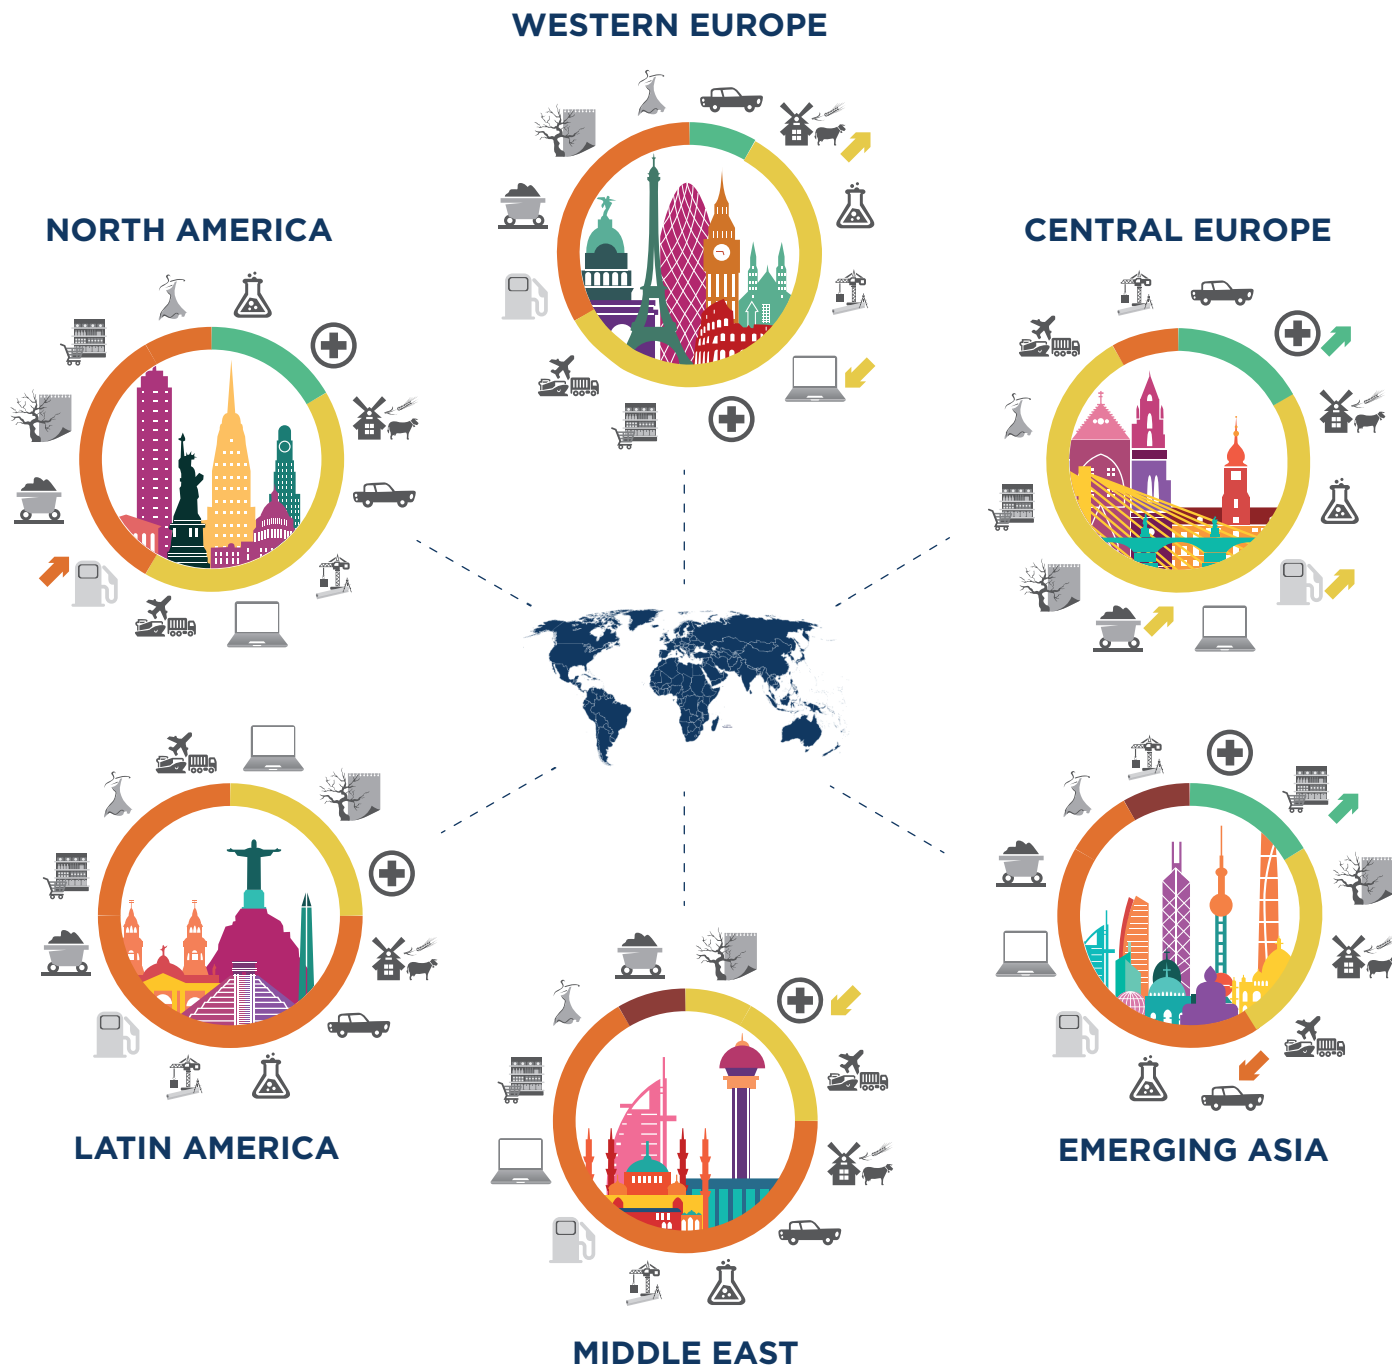 WESTERN EUROPE
NORTH AMERICA
CENTRAL EUROPE
LATIN AMERICA
EMERGING ASIA
MIDDLE EAST